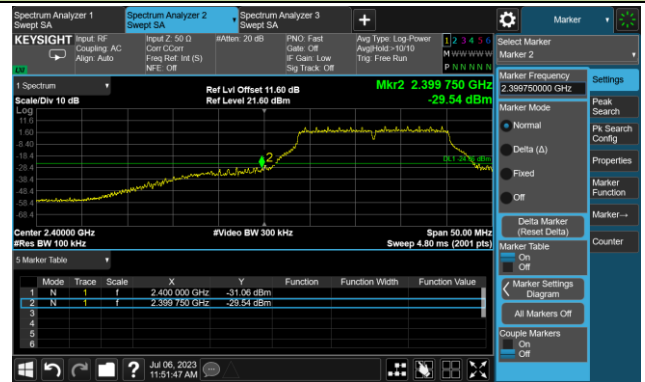 Spectrum Analyzer 1
Swept SA
Spectrum Analyzer 2
Swept SA
Spectrum Analyzer 3
Swept SA
Marker
KEYSIGHT
Input: RF
Coupling: AC
Align: Auto
Input Z: 50 Ω
Corr CCorr
Freq Ref: Int (S)
NFE: Off
#Atten: 20 dB
PNO: Fast
Gate: Off
IF Gain: Low
Sig Track: Off
Avg Type: Log-Power
Avg|Hold:>10/10
Trig: Free Run
1 2 3 4 5 6
M W W W W W
P N N N N N
Select Marker
Marker 2
1 Spectrum
Scale/Div 10 dB
Log
Ref Lvl Offset 11.60 dB
Ref Level 21.60 dBm
Mkr2 2.399 750 GHz
-29.54 dBm
11.6
1.60
-8.40
-18.4
-28.4
-38.4
-48.4
-58.4
-68.4
2
Center 2.40000 GHz
#Res BW 100 kHz
#Video BW 300 kHz
Span 50.00 MHz
Sweep 4.80 ms (2001 pts)
5 Marker Table
Mode Trace Scale X Y Function Function Width Function Value
1 N 1 f 2.400 000 GHz -31.06 dBm
2 N 1 f 2.399 750 GHz -29.54 dBm
3
4
5
6
Marker Frequency
2.399750000 GHz
Marker Mode
Normal
Delta (Δ)
Fixed
Off
Delta Marker
(Reset Delta)
Marker Table
On
Off
Marker Settings
Diagram
All Markers Off
Couple Markers
On
Off
Settings
Peak
Search
Pk Search
Config
Properties
Marker
Function
Marker→
Counter
Jul 06, 2023
11:51:47 AM